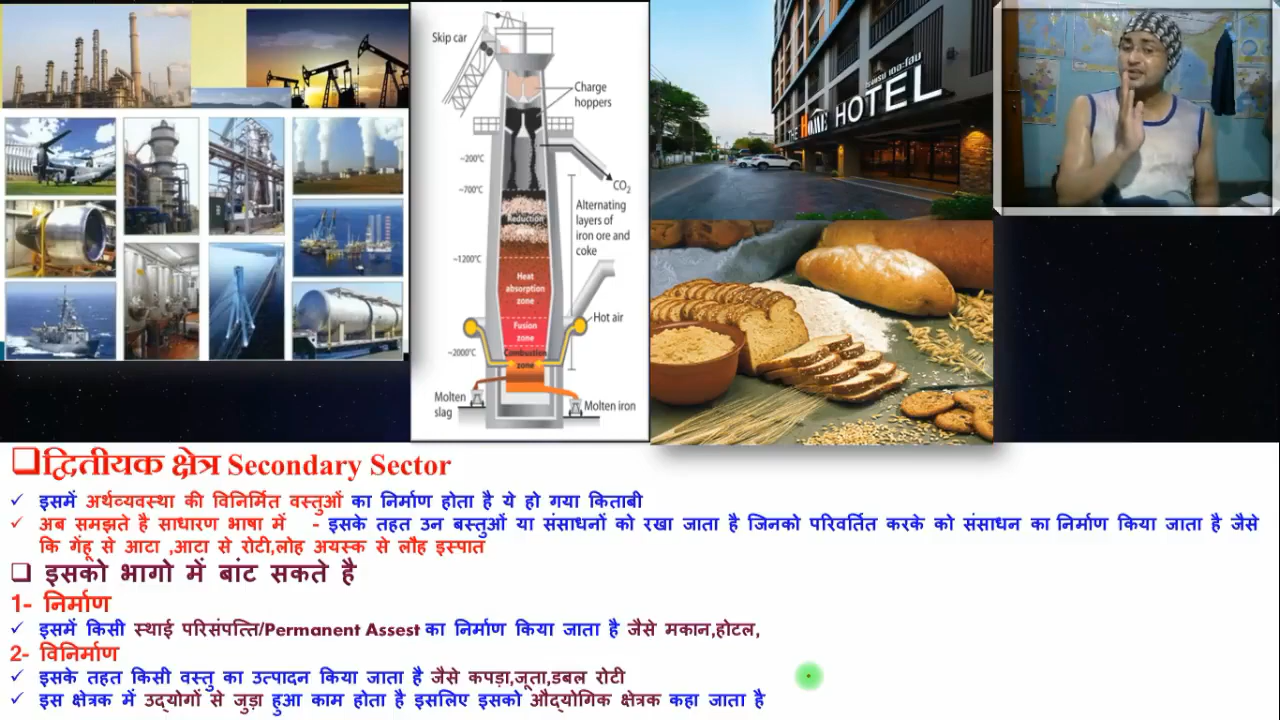 Skip car
Charge
hoppers
~200°C
CO₂
~700°C
Alternating
layers of
iron ore and
coke
Reduction
~1200°C
Heat
absorption
zone
Hot air
Fusion
zone
~2000°C
Combustion
zone
Molten
slag
Molten iron
THE HOME HOTEL
❑द्वितीयक क्षेत्र Secondary Sector
✓ इसमें अर्थव्यवस्था की विनिर्मित वस्तुओं का निर्माण होता है ये हो गया किताबी
✓ अब समझते है साधारण भाषा में - इसके तहत उन बस्तुओं या संसाधनों को रखा जाता है जिनको परिवर्तित करके को संसाधन का निर्माण किया जाता है जैसे
कि गेंहू से आटा ,आटा से रोटी,लोह अयस्क से लौह इस्पात
❑ इसको भागो में बांट सकते है
1- निर्माण
✓ इसमें किसी स्थाई परिसंपत्ति/Permanent Assest का निर्माण किया जाता है जैसे मकान,होटल,
2- विनिर्माण
✓ इसके तहत किसी वस्तु का उत्पादन किया जाता है जैसे कपड़ा,जूता,डबल रोटी
✓ इस क्षेत्रक में उद्योगों से जुड़ा हुआ काम होता है इसलिए इसको औद्योगिक क्षेत्रक कहा जाता है